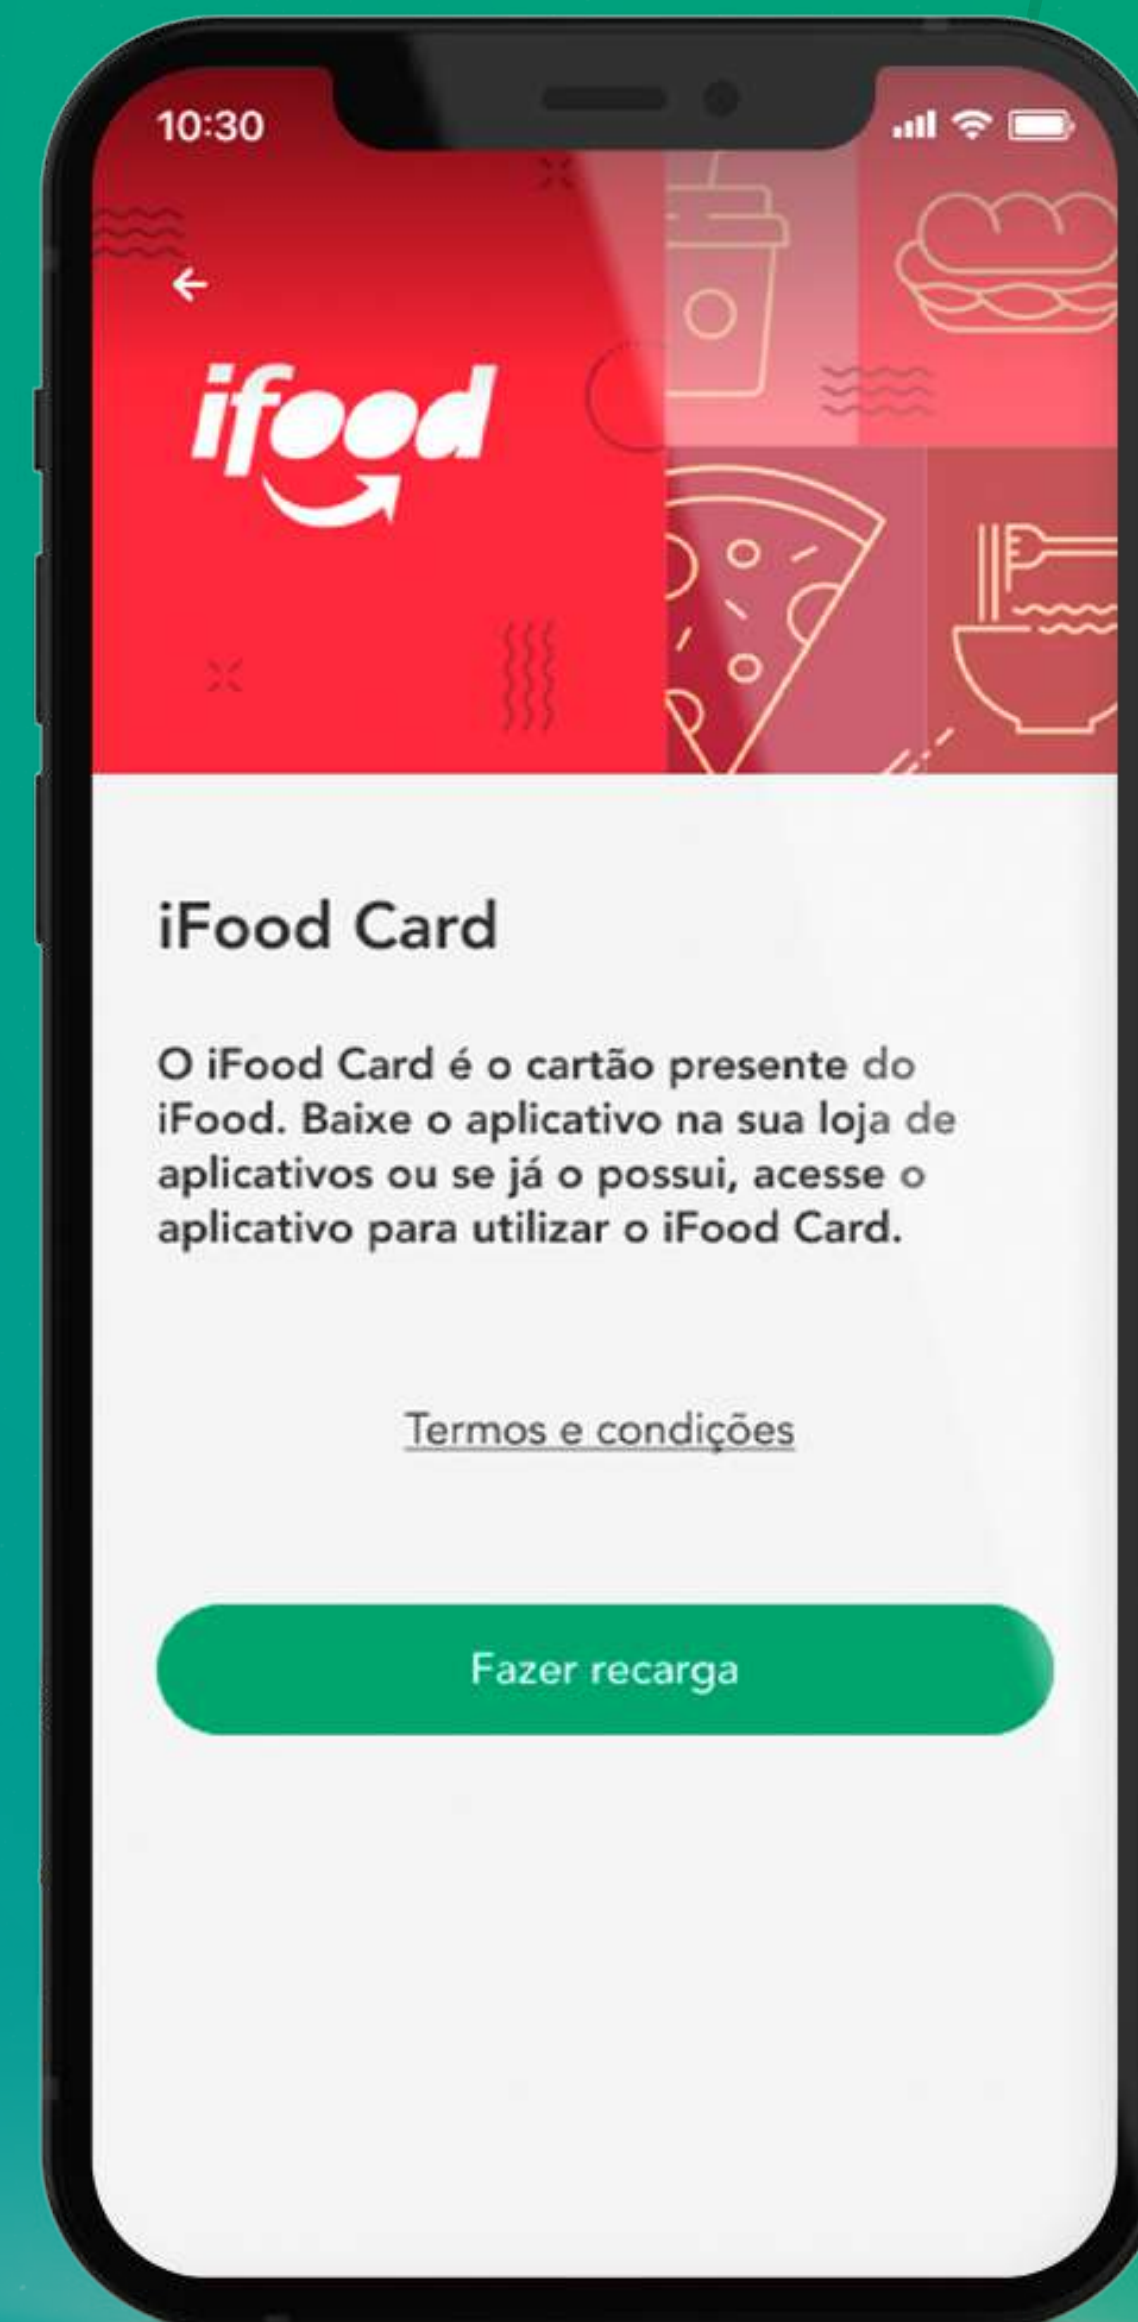 10:30
ifood
iFood Card
O iFood Card é o cartão presente do
iFood. Baixe o aplicativo na sua loja de
aplicativos ou se já o possui, acesse o
aplicativo para utilizar o iFood Card.
Termos e condições
Fazer recarga